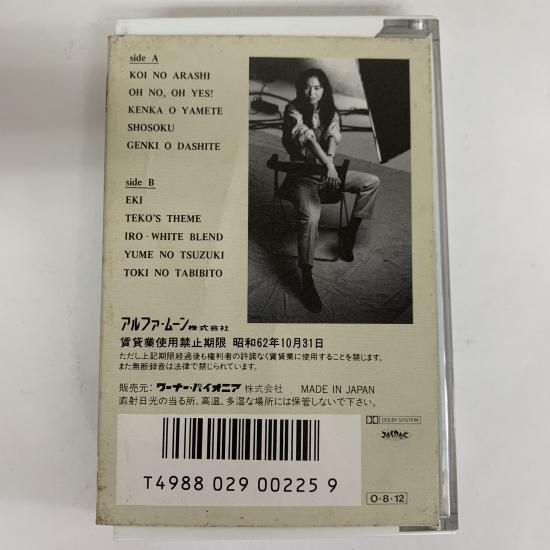 side A
KOI NO ARASHI
OH NO, OH YES!
KENKA O YAMETE
SHOSOKU
GENKI O DASHITE
side B
EKI
TEKO'S THEME
IRO · WHITE BLEND
YUME NO TSUZUKI
TOKI NO TABIBITO
アルファ・ムーン株式会社
賃貸業使用禁止期限 昭和62年10月31日
ただし上記期限経過後も権利者の許諾なく賃貸業に使用することを禁じます。
また無断録音は法律で禁じられています。
販売元: ワーナー・パイオニア株式会社 MADE IN JAPAN
直射日光の当る所、高温、多湿な場所には保管しないで下さい。
DOLBY SYSTEM
JASRAC
T4988 029 00225 9
O·8·12